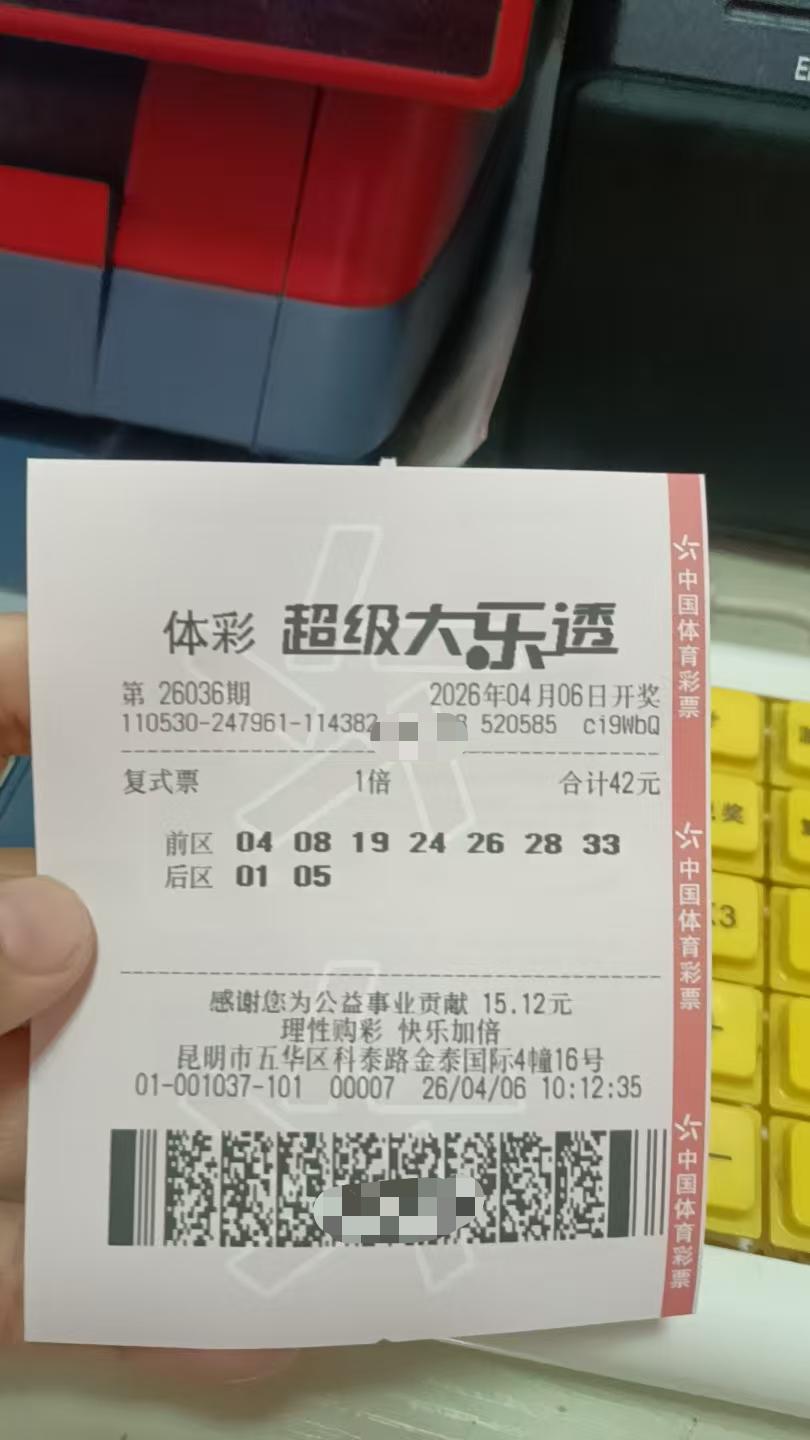 体彩 超级大乐透
第 26036期 2026年04月06日开奖
110530-247961-114382 520585 ci9WbQ
复式票 1倍 合计42元
前区 04 08 19 24 26 28 33
后区 01 05
感谢您为公益事业贡献 15.12元
理性购彩 快乐加倍
昆明市五华区科泰路金泰国际4幢16号
01-001037-101 00007 26/04/06 10:12:35
中国体育彩票
中国体育彩票
中国体育彩票
奖